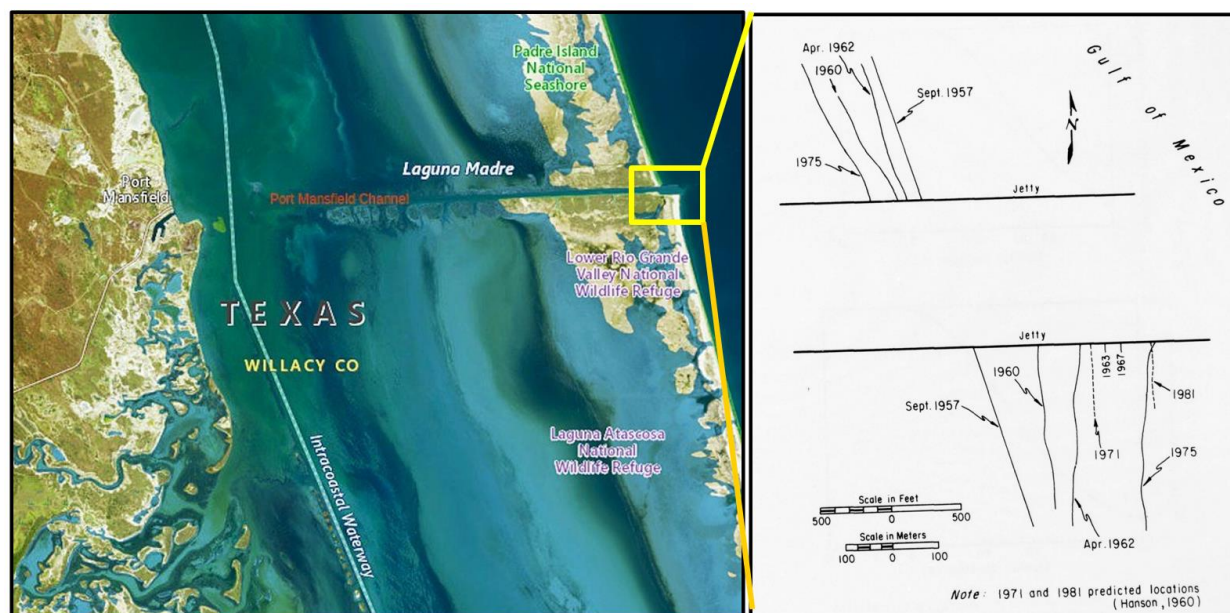 Padre Island
National
Seashore
Laguna Madre
Port
Mansfield
Port Mansfield Channel
Lower Rio Grande
Valley National
Wildlife Refuge
TEXAS
WILLACY CO
Laguna Atascosa
National
Wildlife Refuge
Intracoastal Waterway
Apr. 1962
1960
Sept. 1957
1975
N
Gulf of Mexico
Jetty
Jetty
1960
1963
1967
Sept. 1957
1981
1971
1975
Apr. 1962
Scale in Feet
500 0 500
Scale in Meters
100 0 100
Note: 1971 and 1981 predicted locations
(Hanson, 1960)